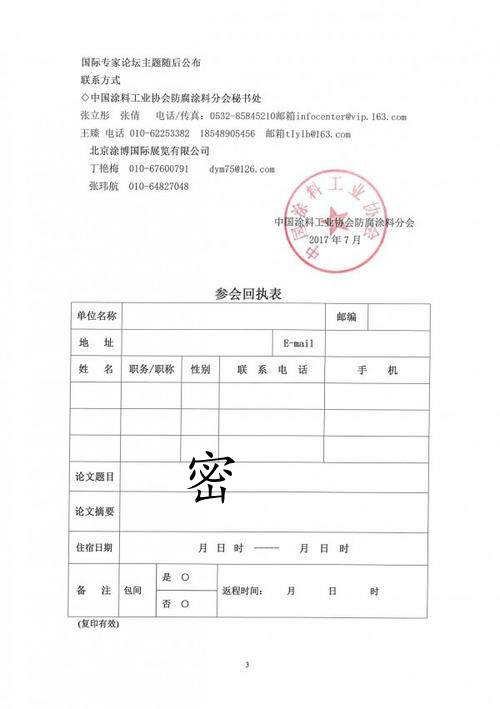 国际专家论坛主题随后公布
联系方式
◇中国涂料工业协会防腐涂料分会秘书处
张立彤 张倩 电话/传真：0532-85845210邮箱infocenter@vip.163.com
王臻 电话 010-62253382 18548905456 邮箱tlylb@163.com
北京涂博国际展览有限公司
丁艳梅 010-67600791 dym75@126.com
张玮航 010-64827048
中国涂料工业协会
中国涂料工业协会防腐涂料分会
2017 年 7 月
参会回执表
单位名称 邮编
地 址 E-mail
姓 名 职务/职称 性别 联 系 电 话 手 机
密
论文题目
论文摘要
住宿日期 月 日 时 ----- 月 日 时
备 注 包间 是 ○ 返程时间： 月 日 时
否 ○
(复印有效)
3